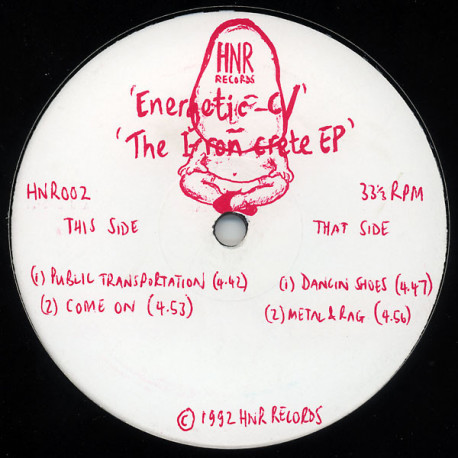 HNR
RECORDS
'Energetic-C/'
'The I-ron crete EP'
HNR002
33⅓ RPM
THIS SIDE
THAT SIDE
(1) PUBLIC TRANSPORTATION (4.42)
(2) COME ON (4.53)
(1) DANCIN SHOES (4.47)
(2) METAL & RAG (4.56)
© 1992 HNR RECORDS